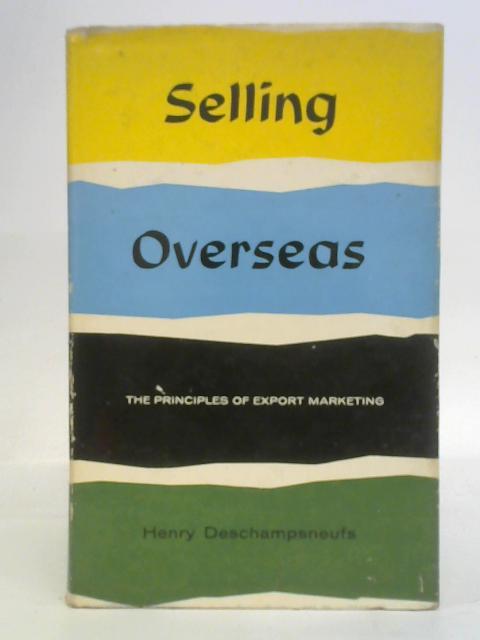 Selling
Overseas
THE PRINCIPLES OF EXPORT MARKETING
Henry Deschampsneufs